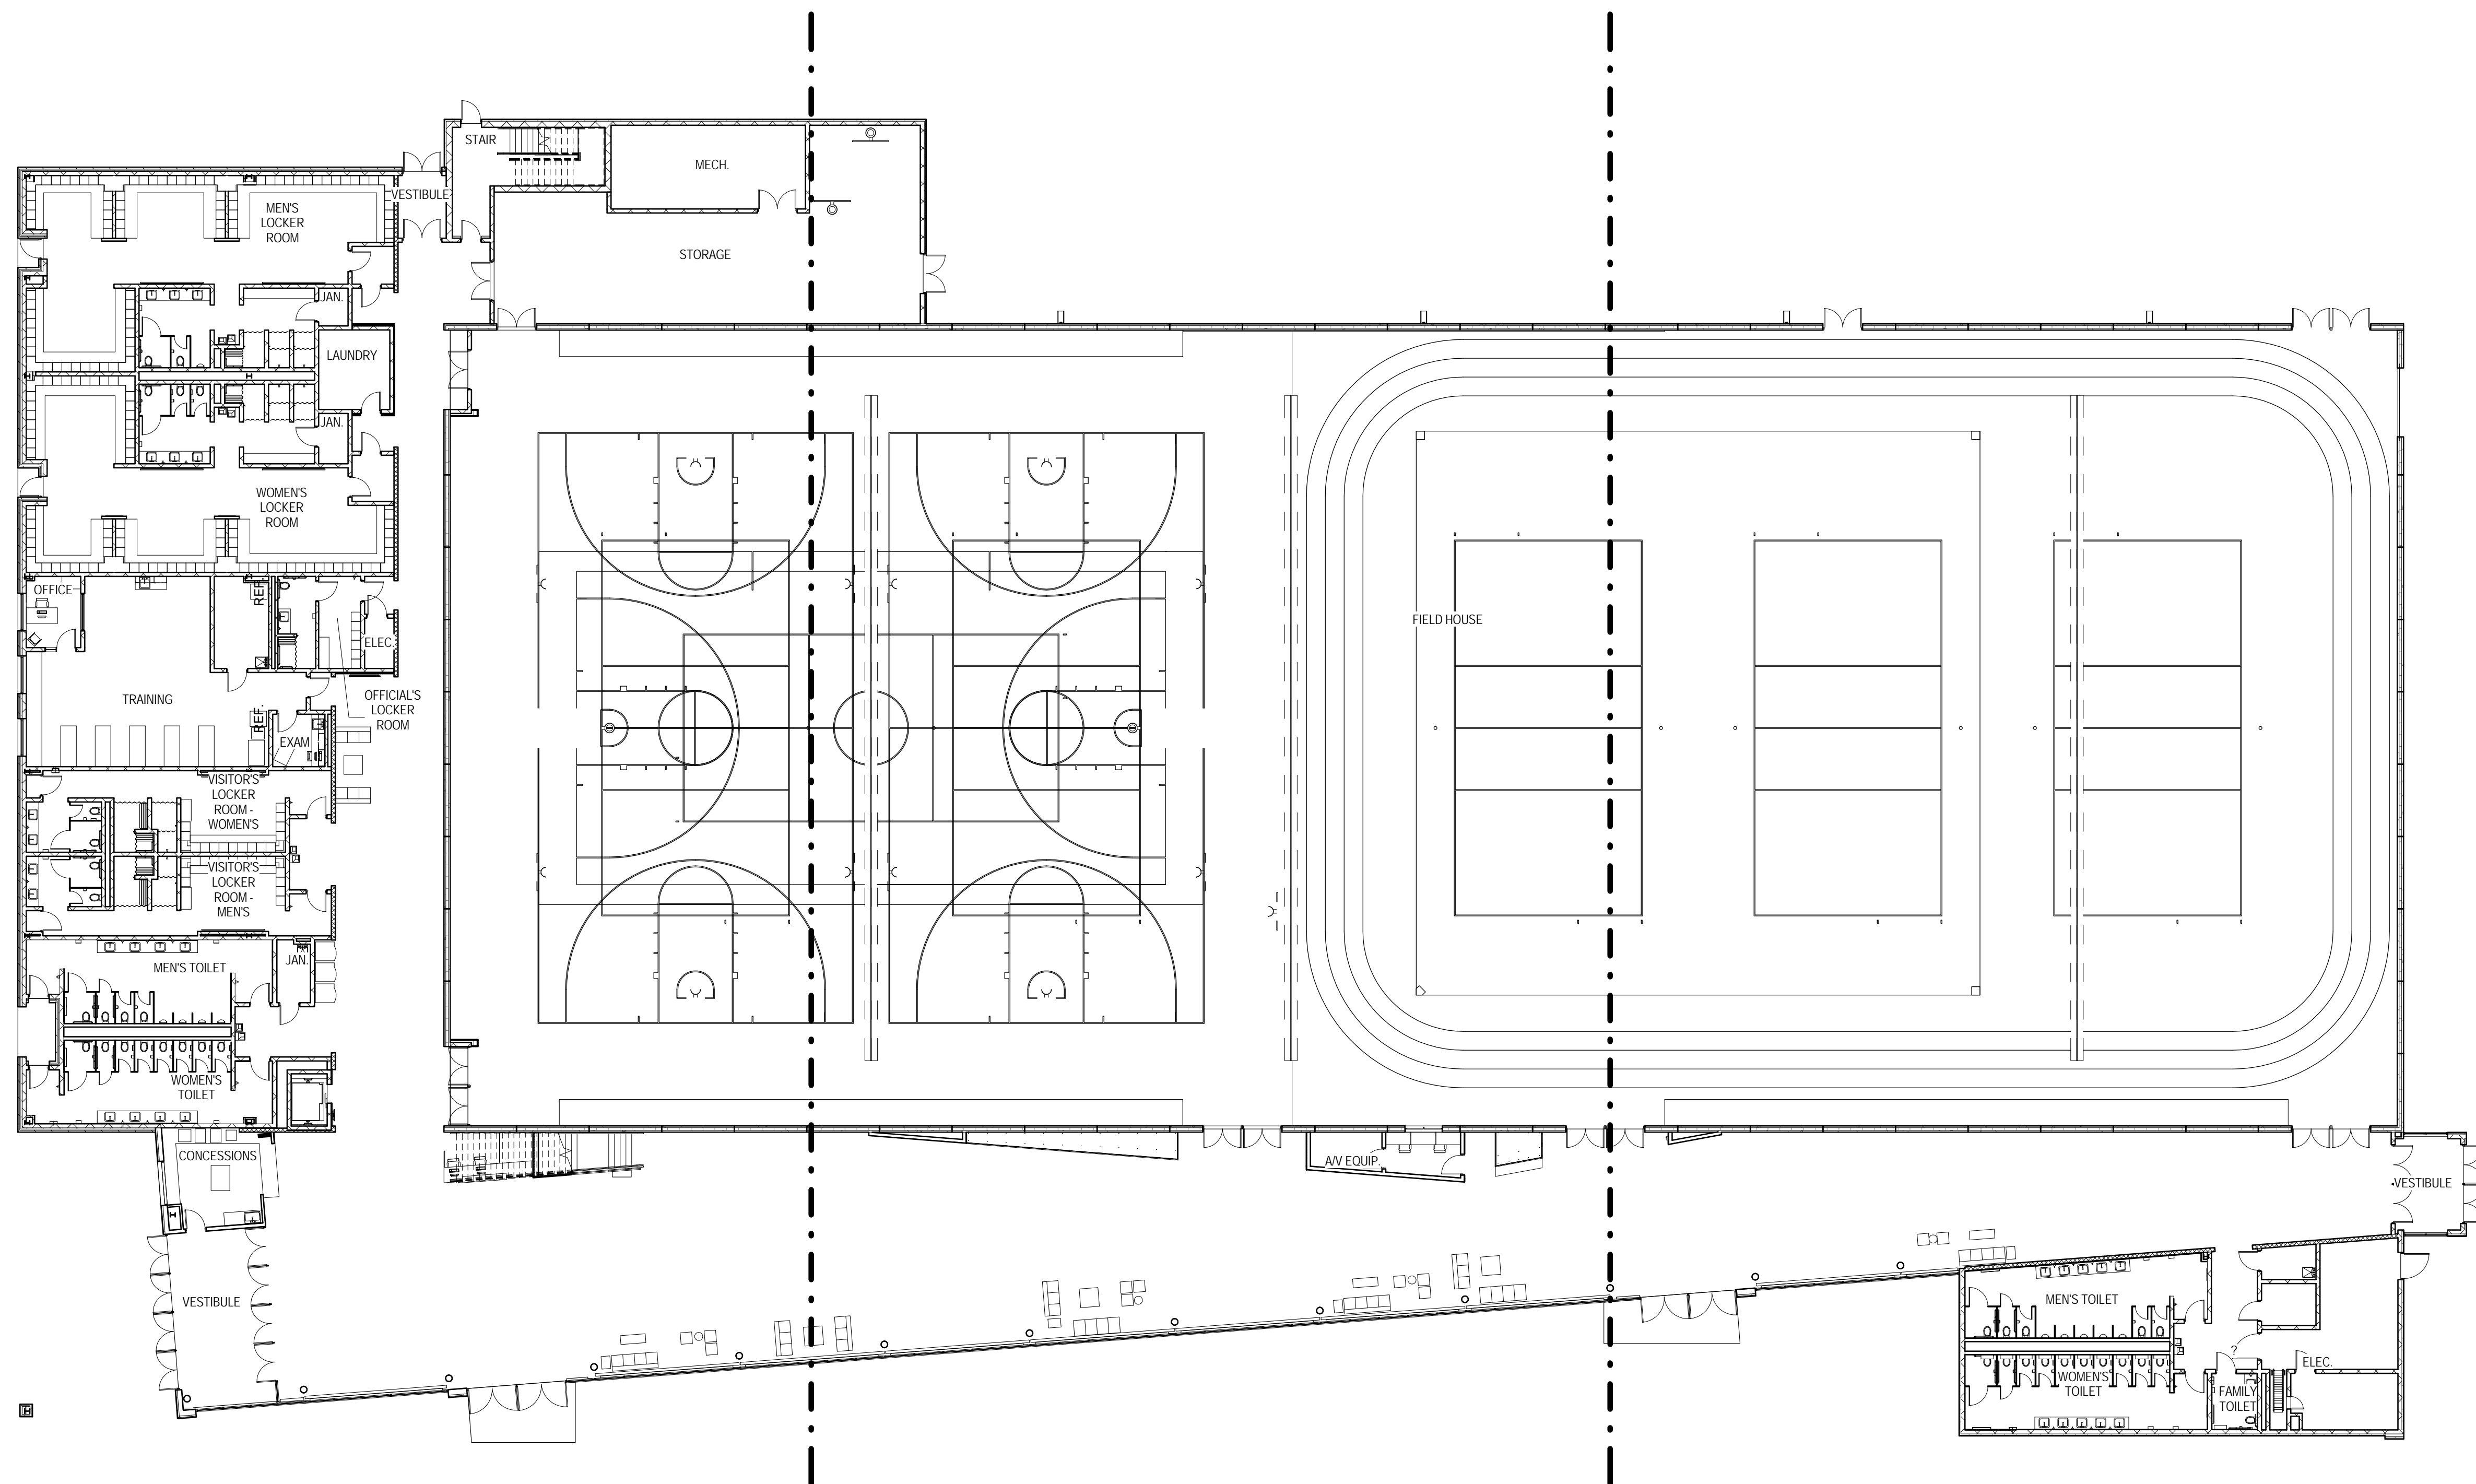 STAIR
MECH.
VESTIBULE
MEN'S
LOCKER
ROOM
STORAGE
JAN.
LAUNDRY
JAN.
WOMEN'S
LOCKER
ROOM
OFFICE
REF.
ELEC.
FIELD HOUSE
TRAINING
OFFICIAL'S
LOCKER
ROOM
REF.
EXAM
VISITOR'S
LOCKER
ROOM -
WOMEN'S
VISITOR'S
LOCKER
ROOM -
MEN'S
MEN'S TOILET
JAN.
WOMEN'S
TOILET
CONCESSIONS
A/V EQUIP.
VESTIBULE
VESTIBULE
MEN'S TOILET
?
ELEC.
WOMEN'S
TOILET
FAMILY
TOILET